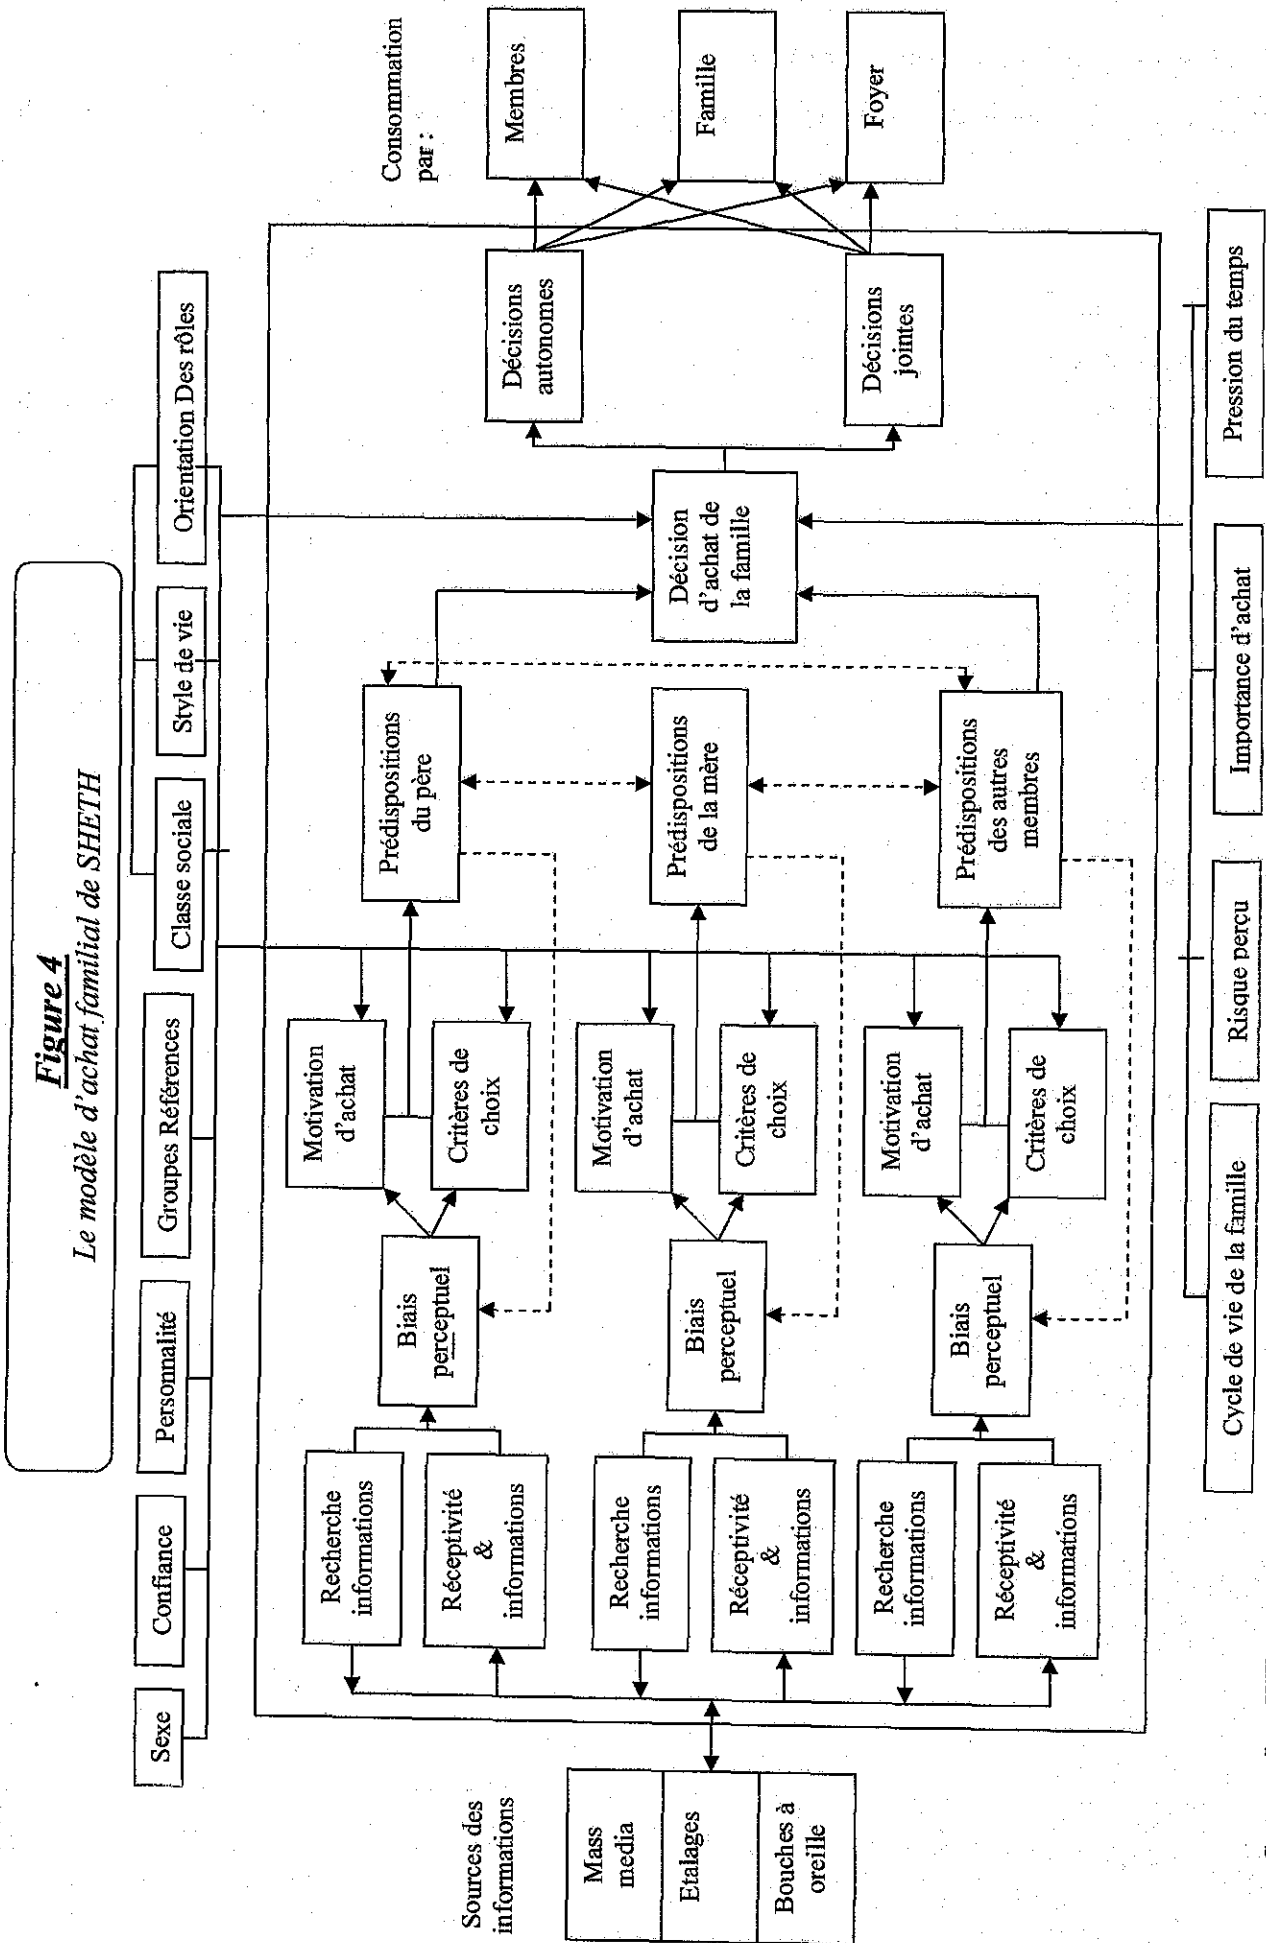 Figure 4
Le modèle d'achat familial de SHETH
Sexe
Confiance
Personnalité
Groupes Références
Classe sociale
Style de vie
Orientation Des rôles
Sources des
informations
Mass
media
Etalages
Bouches à
oreille
Recherche
informations
Réceptivité
&
informations
Biais
perceptuel
Motivation
d'achat
Critères de
choix
Prédispositions
du père
Recherche
informations
Réceptivité
&
informations
Biais
perceptuel
Motivation
d'achat
Critères de
choix
Prédispositions
de la mère
Recherche
informations
Réceptivité
&
informations
Biais
perceptuel
Motivation
d'achat
Critères de
choix
Prédispositions
des autres
membres
Décision
d'achat de
la famille
Décisions
autonomes
Décisions
jointes
Consommation
par :
Membres
Famille
Foyer
Cycle de vie de la famille
Risque perçu
Importance d'achat
Pression du temps